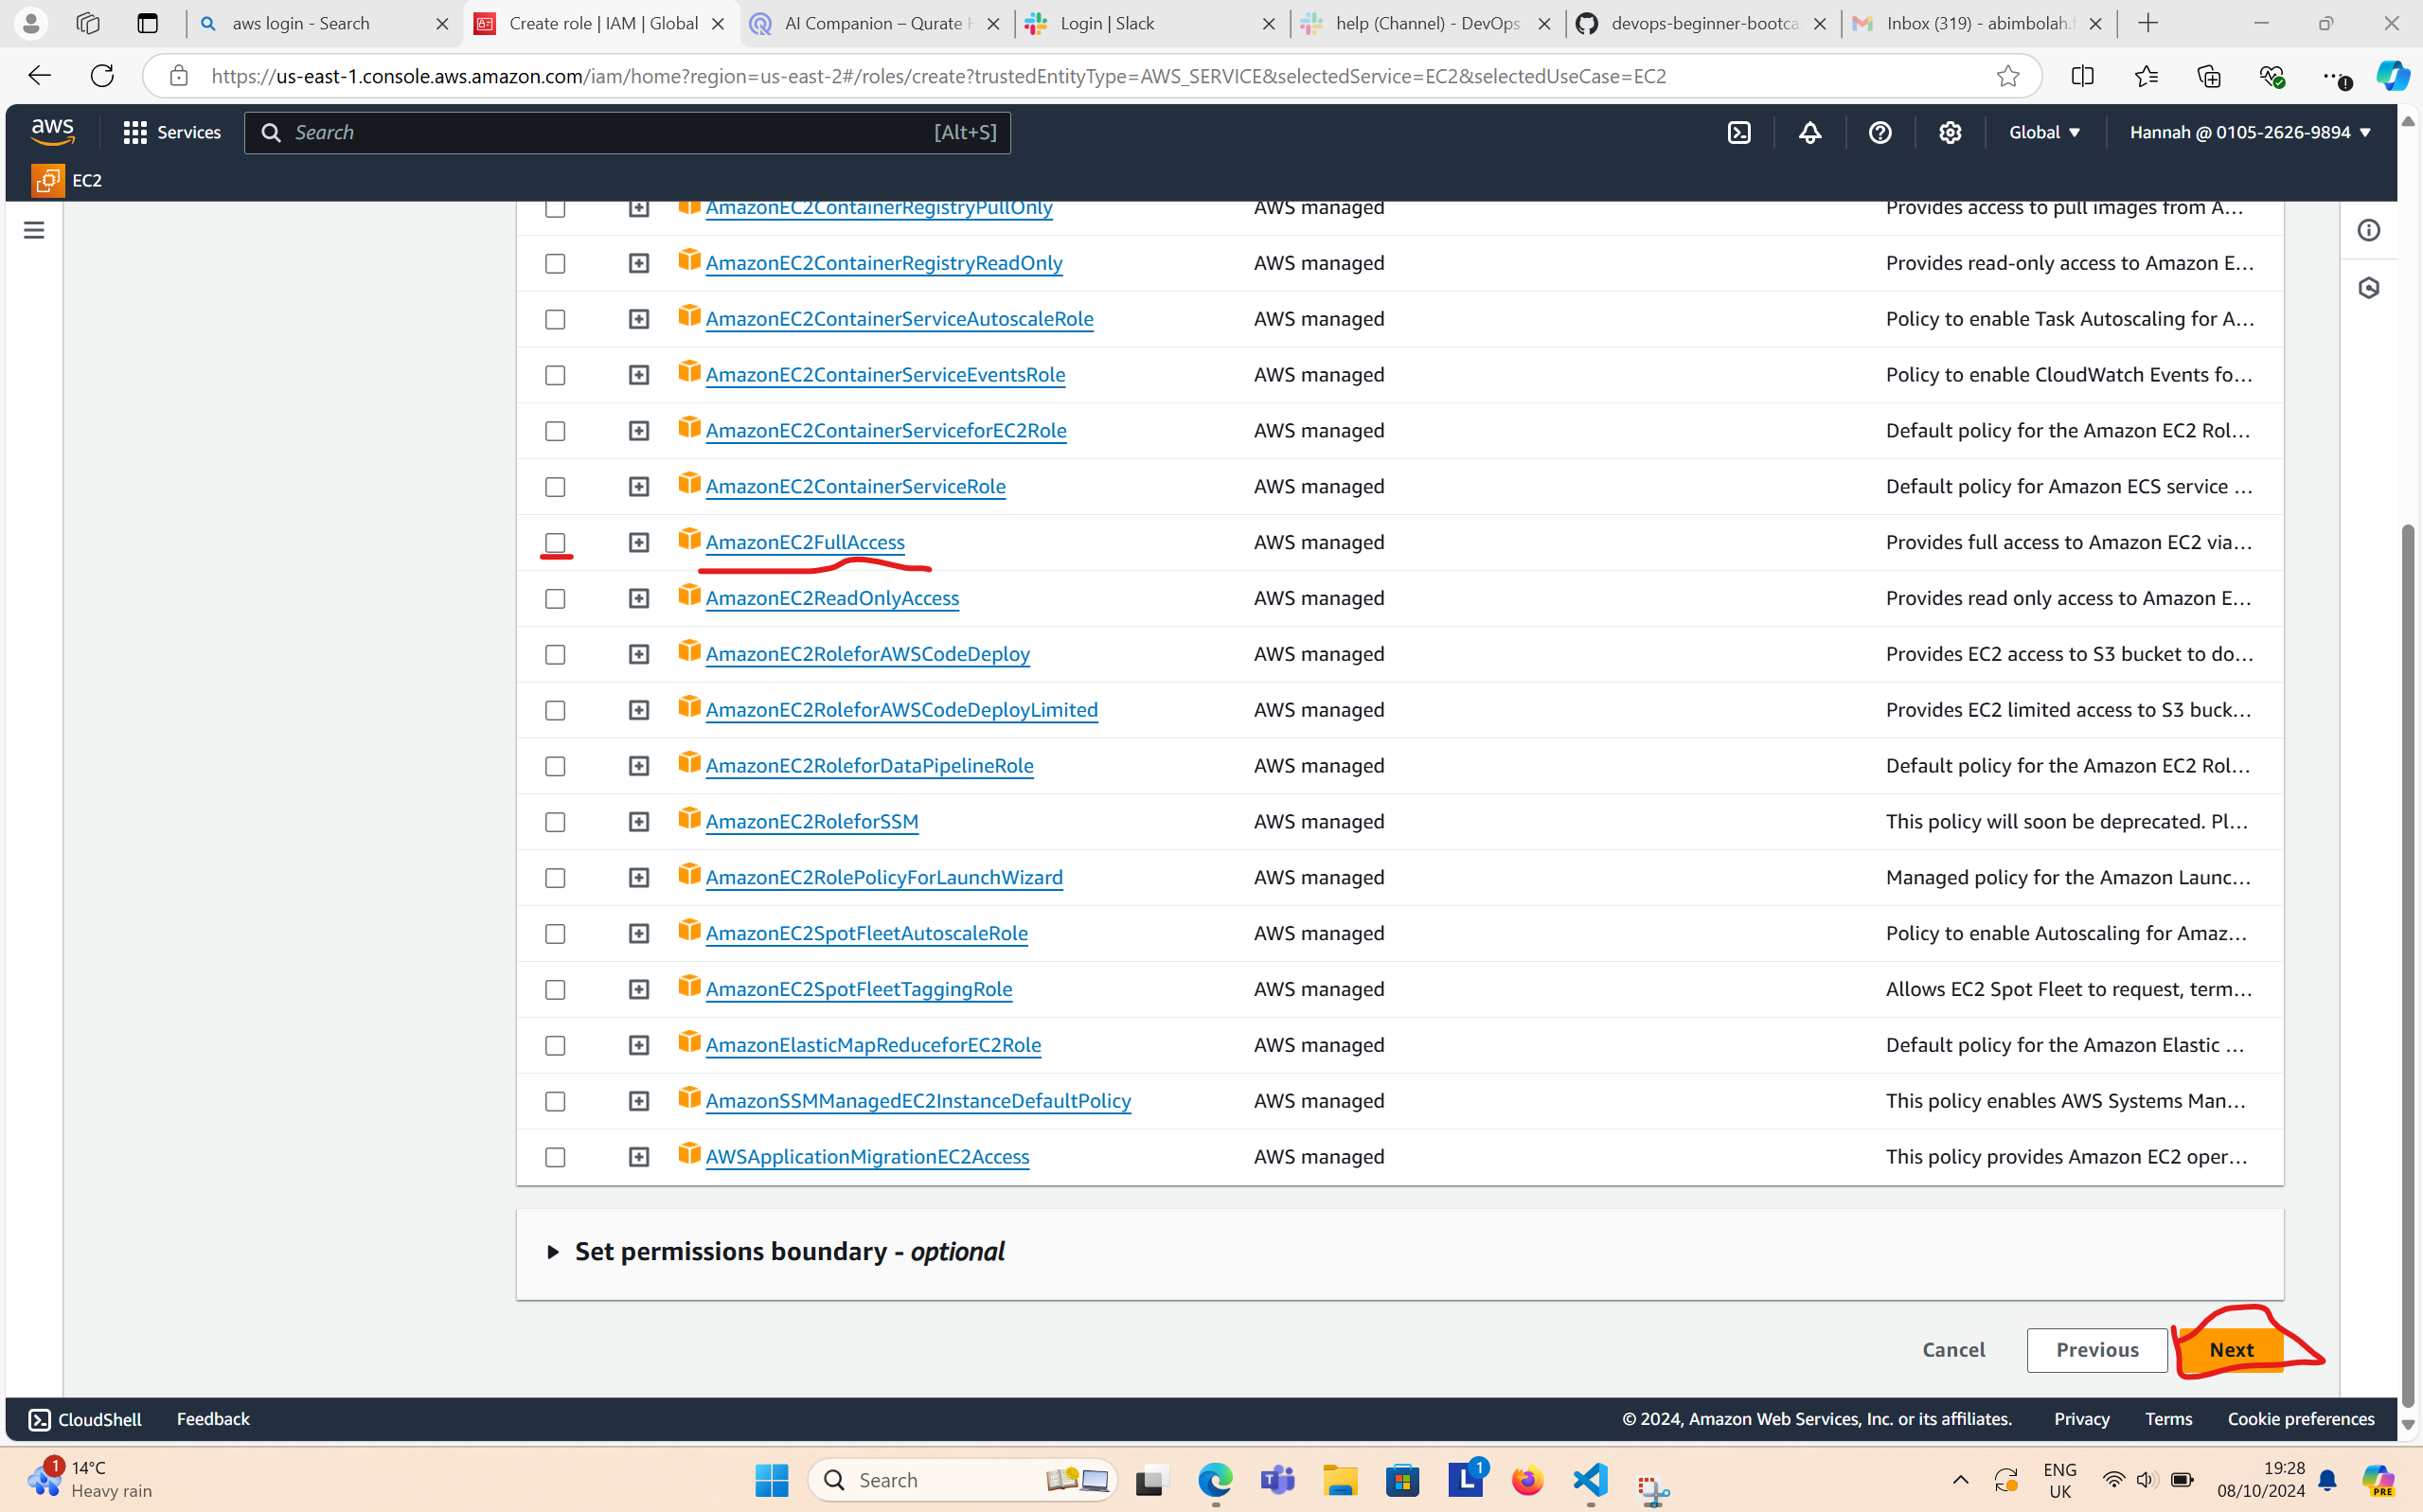 aws login - Search
Create role | IAM | Global
AI Companion – Qurate H
Login | Slack
help (Channel) - DevOps
devops-beginner-bootca
Inbox (319) - abimbolah.f
https://us-east-1.console.aws.amazon.com/iam/home?region=us-east-2#/roles/create?trustedEntityType=AWS_SERVICE&selectedService=EC2&selectedUseCase=EC2
aws Services Search [Alt+S] Global Hannah @ 0105-2626-9894
EC2
AmazonEC2ContainerRegistryPullOnly AWS managed Provides access to pull images from A...
AmazonEC2ContainerRegistryReadOnly AWS managed Provides read-only access to Amazon E...
AmazonEC2ContainerServiceAutoscaleRole AWS managed Policy to enable Task Autoscaling for A...
AmazonEC2ContainerServiceEventsRole AWS managed Policy to enable CloudWatch Events fo...
AmazonEC2ContainerServiceforEC2Role AWS managed Default policy for the Amazon EC2 Rol...
AmazonEC2ContainerServiceRole AWS managed Default policy for Amazon ECS service ...
AmazonEC2FullAccess AWS managed Provides full access to Amazon EC2 via...
AmazonEC2ReadOnlyAccess AWS managed Provides read only access to Amazon E...
AmazonEC2RoleforAWSCodeDeploy AWS managed Provides EC2 access to S3 bucket to do...
AmazonEC2RoleforAWSCodeDeployLimited AWS managed Provides EC2 limited access to S3 buck...
AmazonEC2RoleforDataPipelineRole AWS managed Default policy for the Amazon EC2 Rol...
AmazonEC2RoleforSSM AWS managed This policy will soon be deprecated. Pl...
AmazonEC2RolePolicyForLaunchWizard AWS managed Managed policy for the Amazon Launc...
AmazonEC2SpotFleetAutoscaleRole AWS managed Policy to enable Autoscaling for Amaz...
AmazonEC2SpotFleetTaggingRole AWS managed Allows EC2 Spot Fleet to request, term...
AmazonElasticMapReduceforEC2Role AWS managed Default policy for the Amazon Elastic ...
AmazonSSMManagedEC2InstanceDefaultPolicy AWS managed This policy enables AWS Systems Man...
AWSApplicationMigrationEC2Access AWS managed This policy provides Amazon EC2 oper...
Set permissions boundary - optional
Cancel Previous Next
CloudShell Feedback © 2024, Amazon Web Services, Inc. or its affiliates. Privacy Terms Cookie preferences
1
14°C
Heavy rain
Search
L 1
ENG
UK
19:28
08/10/2024
PRE